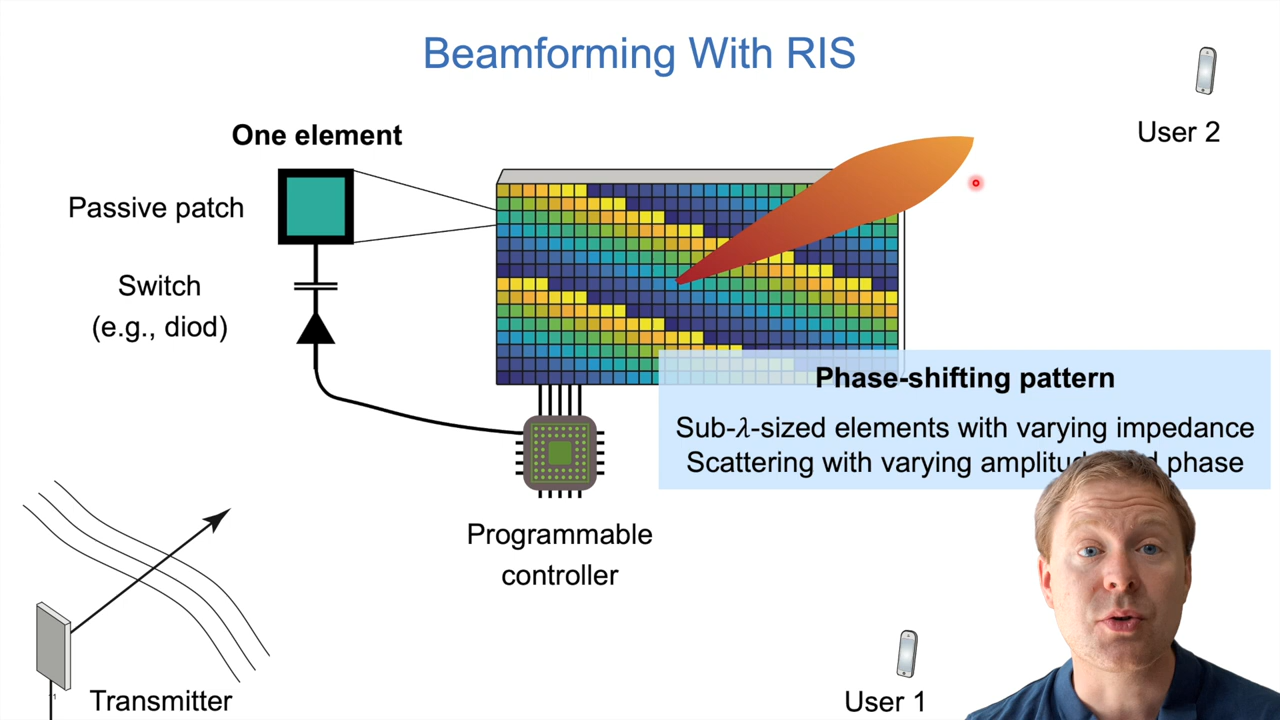 Beamforming With RIS
User 2
One element
Passive patch
Switch
(e.g., diod)
Phase-shifting pattern
Sub-λ-sized elements with varying impedance
Scattering with varying phase
Programmable
controller
Transmitter
User 1